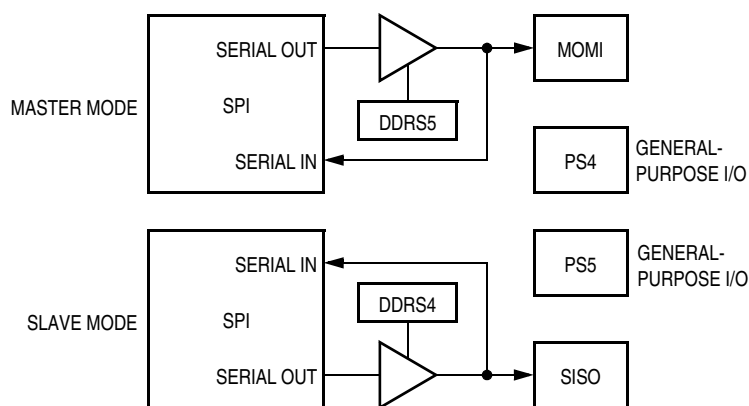 SERIAL OUT
MOMI
MASTER MODE
SPI
DDRS5
SERIAL IN
PS4
GENERAL-
PURPOSE I/O
SERIAL IN
PS5
GENERAL-
PURPOSE I/O
DDRS4
SLAVE MODE
SPI
SERIAL OUT
SISO